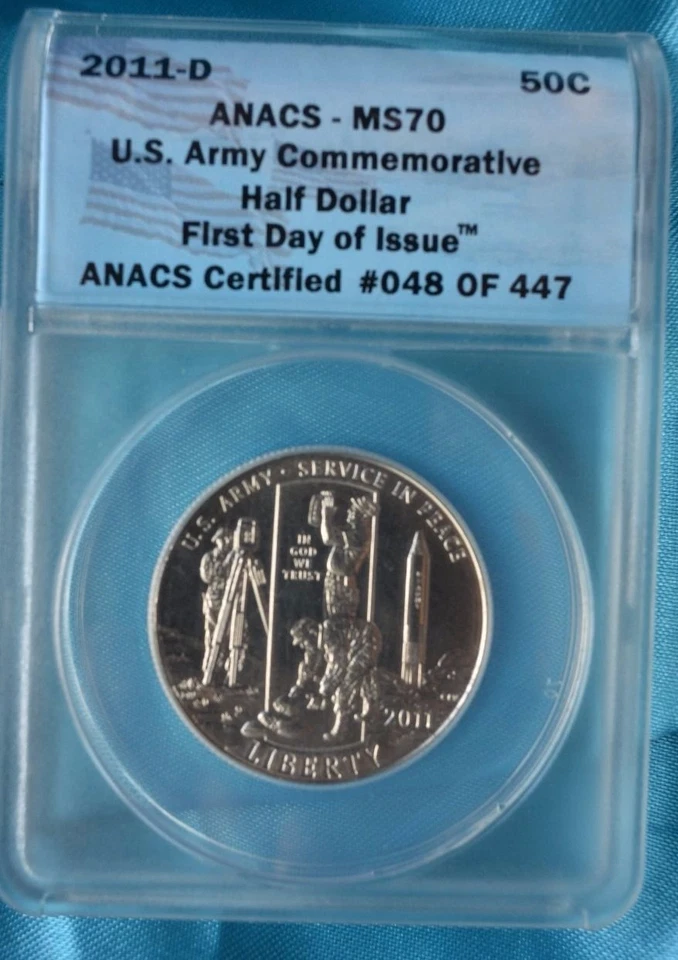 2011-D 50C
ANACS - MS70
U.S. Army Commemorative
Half Dollar
First Day of Issue™
ANACS Certified #048 OF 447
U.S. ARMY • SERVICE IN PEACE
IN
GOD
WE
TRUST
2011
LIBERTY